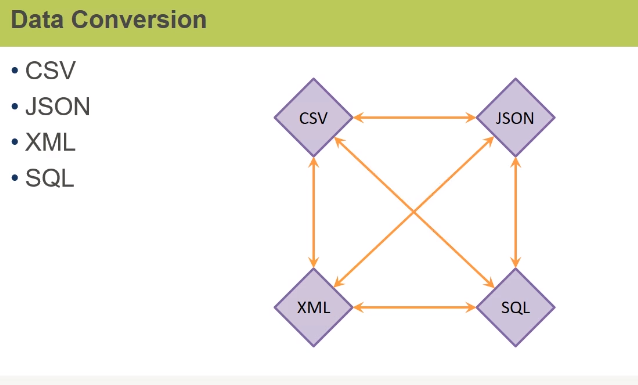 Data Conversion
• CSV
• JSON
• XML
• SQL
CSV
JSON
XML
SQL